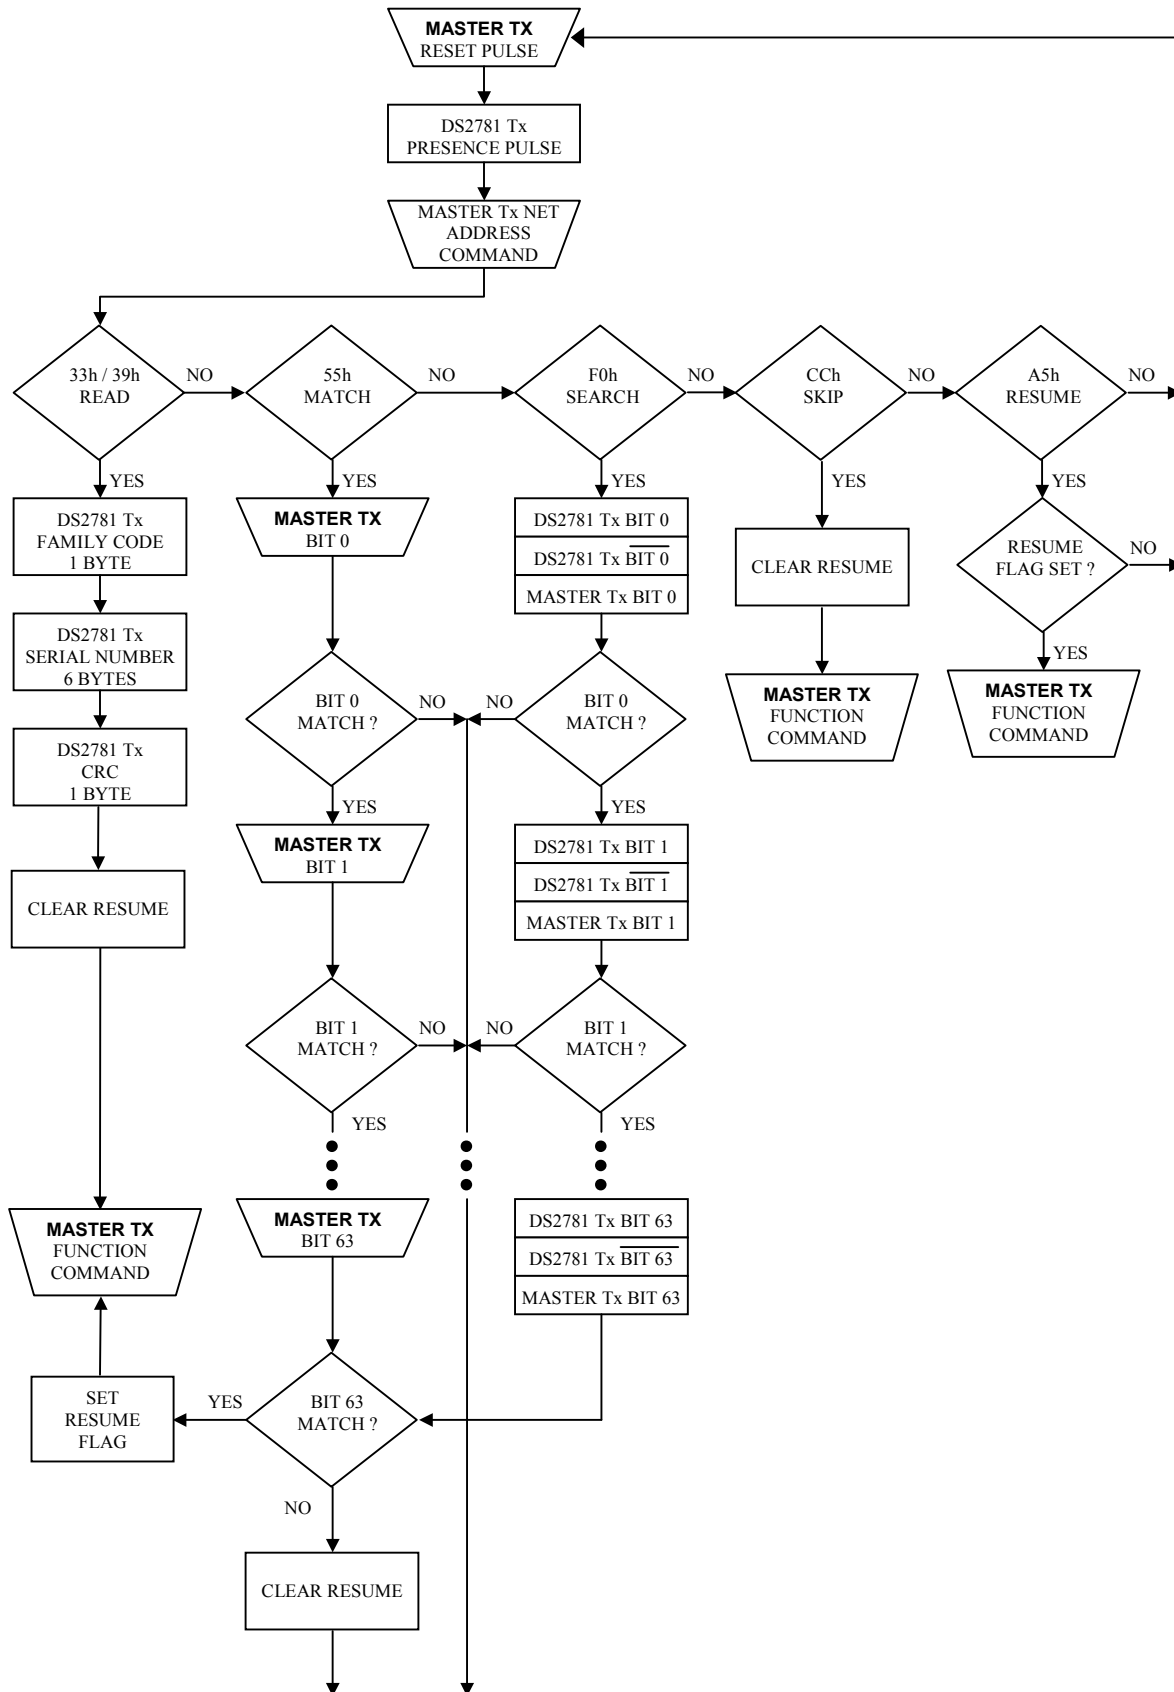 MASTER TX
RESET PULSE
DS2781 Tx
PRESENCE PULSE
MASTER Tx NET
ADDRESS
COMMAND
33h / 39h
READ
NO
55h
MATCH
NO
F0h
SEARCH
NO
CCh
SKIP
NO
A5h
RESUME
NO
YES
YES
YES
YES
YES
DS2781 Tx
FAMILY CODE
1 BYTE
MASTER TX
BIT 0
DS2781 Tx BIT 0
DS2781 Tx BIT 0
MASTER Tx BIT 0
CLEAR RESUME
RESUME
FLAG SET ?
NO
DS2781 Tx
SERIAL NUMBER
6 BYTES
YES
BIT 0
MATCH ?
NO
NO
BIT 0
MATCH ?
MASTER TX
FUNCTION
COMMAND
MASTER TX
FUNCTION
COMMAND
DS2781 Tx
CRC
1 BYTE
YES
YES
MASTER TX
BIT 1
DS2781 Tx BIT 1
DS2781 Tx BIT 1
MASTER Tx BIT 1
CLEAR RESUME
BIT 1
MATCH ?
NO
NO
BIT 1
MATCH ?
YES
YES
MASTER TX
FUNCTION
COMMAND
MASTER TX
BIT 63
DS2781 Tx BIT 63
DS2781 Tx BIT 63
MASTER Tx BIT 63
SET
RESUME
FLAG
YES
BIT 63
MATCH ?
NO
CLEAR RESUME